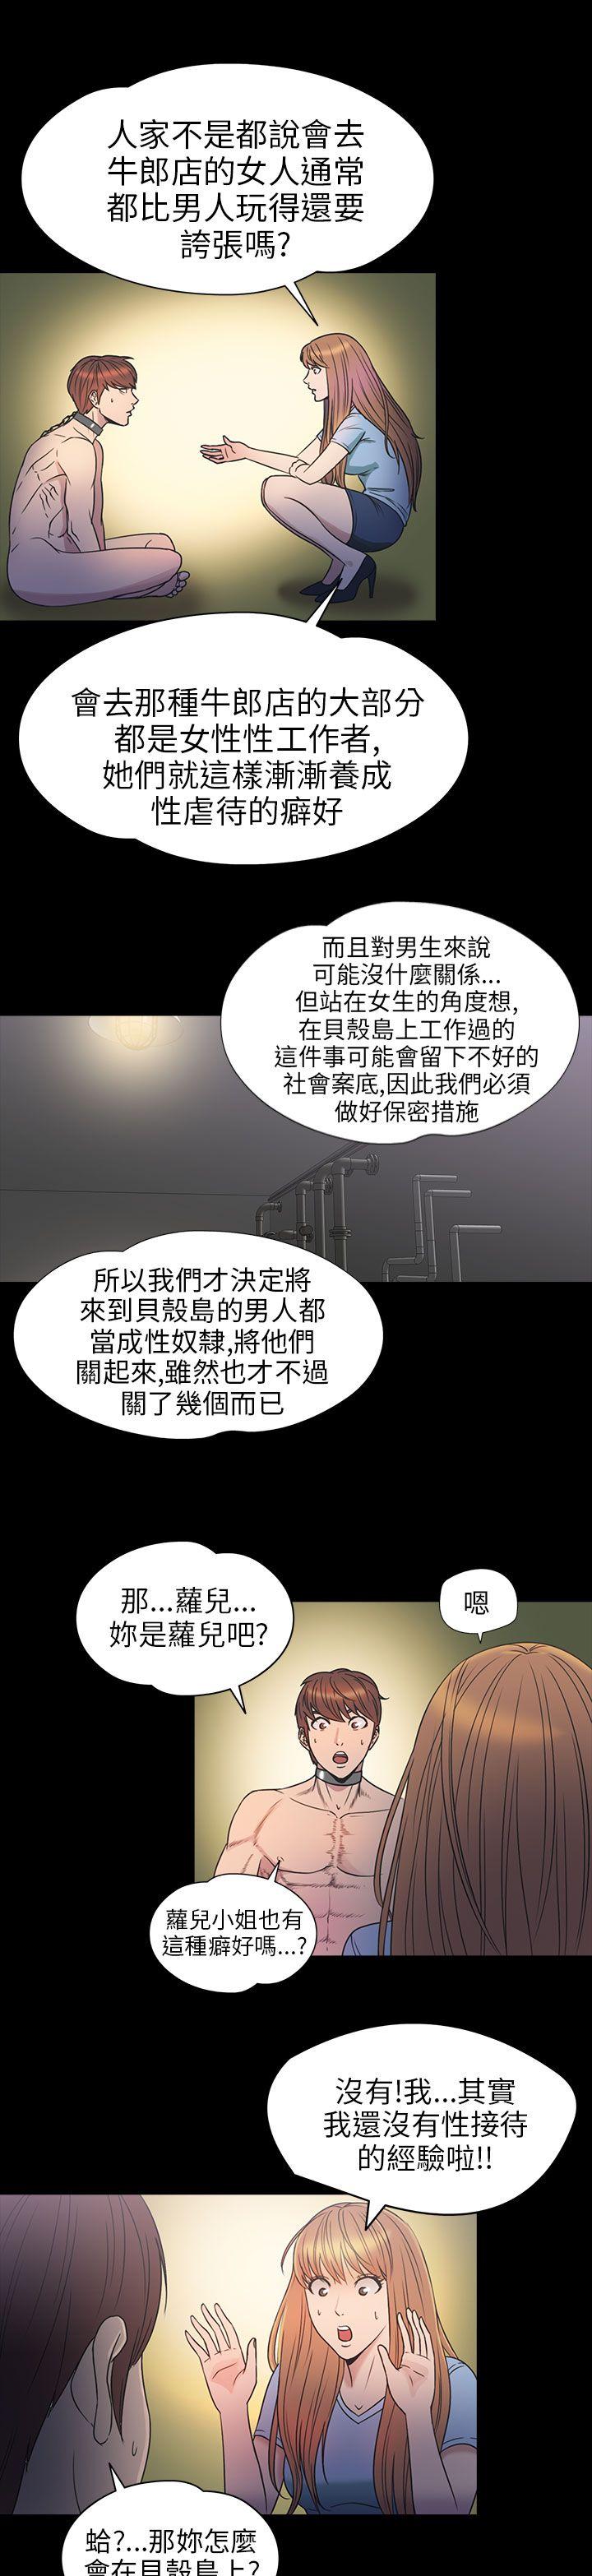 人家不是都說會去
牛郎店的女人通常
都比男人玩得還要
誇張嗎?
會去那種牛郎店的大部分
都是女性性工作者,
她們就這樣漸漸養成
性虐待的癖好
而且對男生來說
可能沒什麼關係...
但站在女生的角度想,
在貝殼島上工作過的
這件事可能會留下不好的
社會案底,因此我們必須
做好保密措施
所以我們才決定將
來到貝殼島的男人都
當成性奴隸,將他們
關起來,雖然也才不過
關了幾個而已
那...蘿兒...
妳是蘿兒吧?
嗯
蘿兒小姐也有
這種癖好嗎...?
沒有!我...其實
我還沒有性接待
的經驗啦!!
蛤?...那妳怎麼
會在貝殼島上?